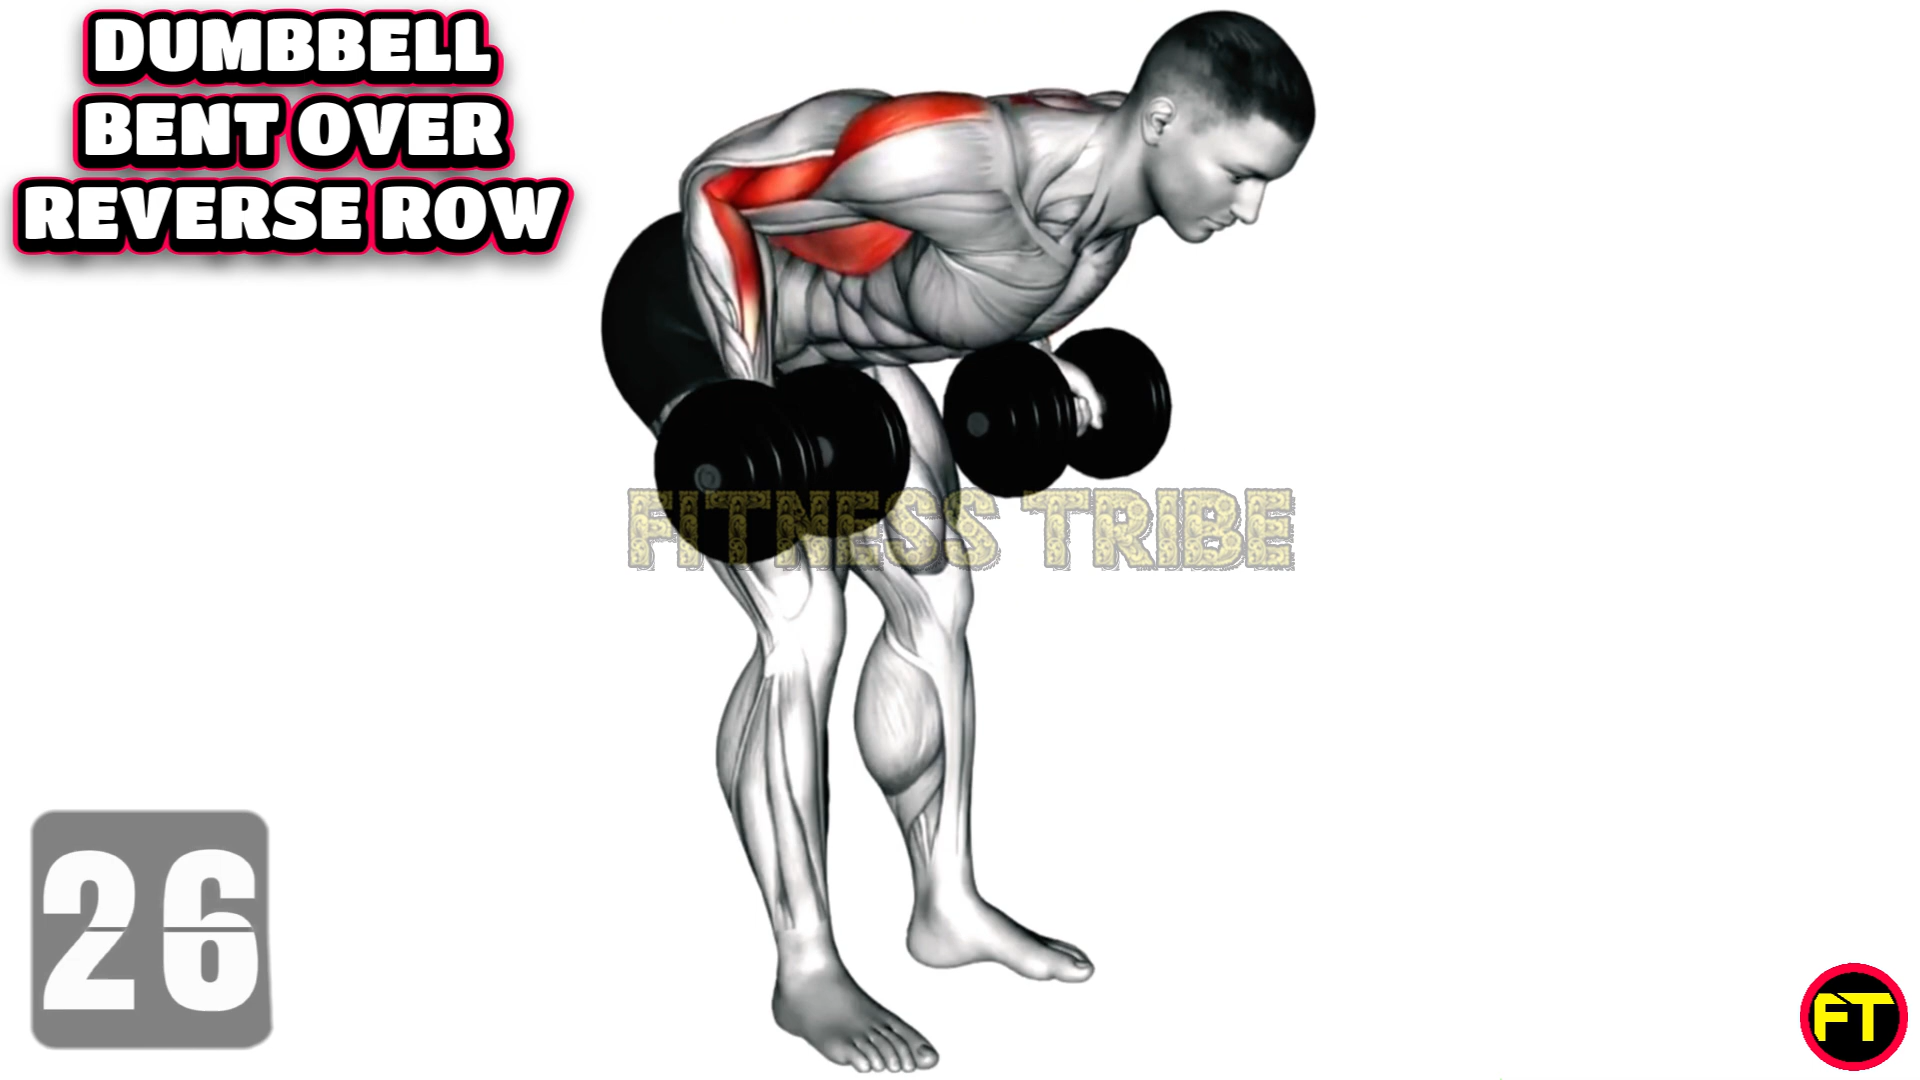 DUMBBELL
BENT OVER
REVERSE ROW
FITNESS TRIBE
26
FT